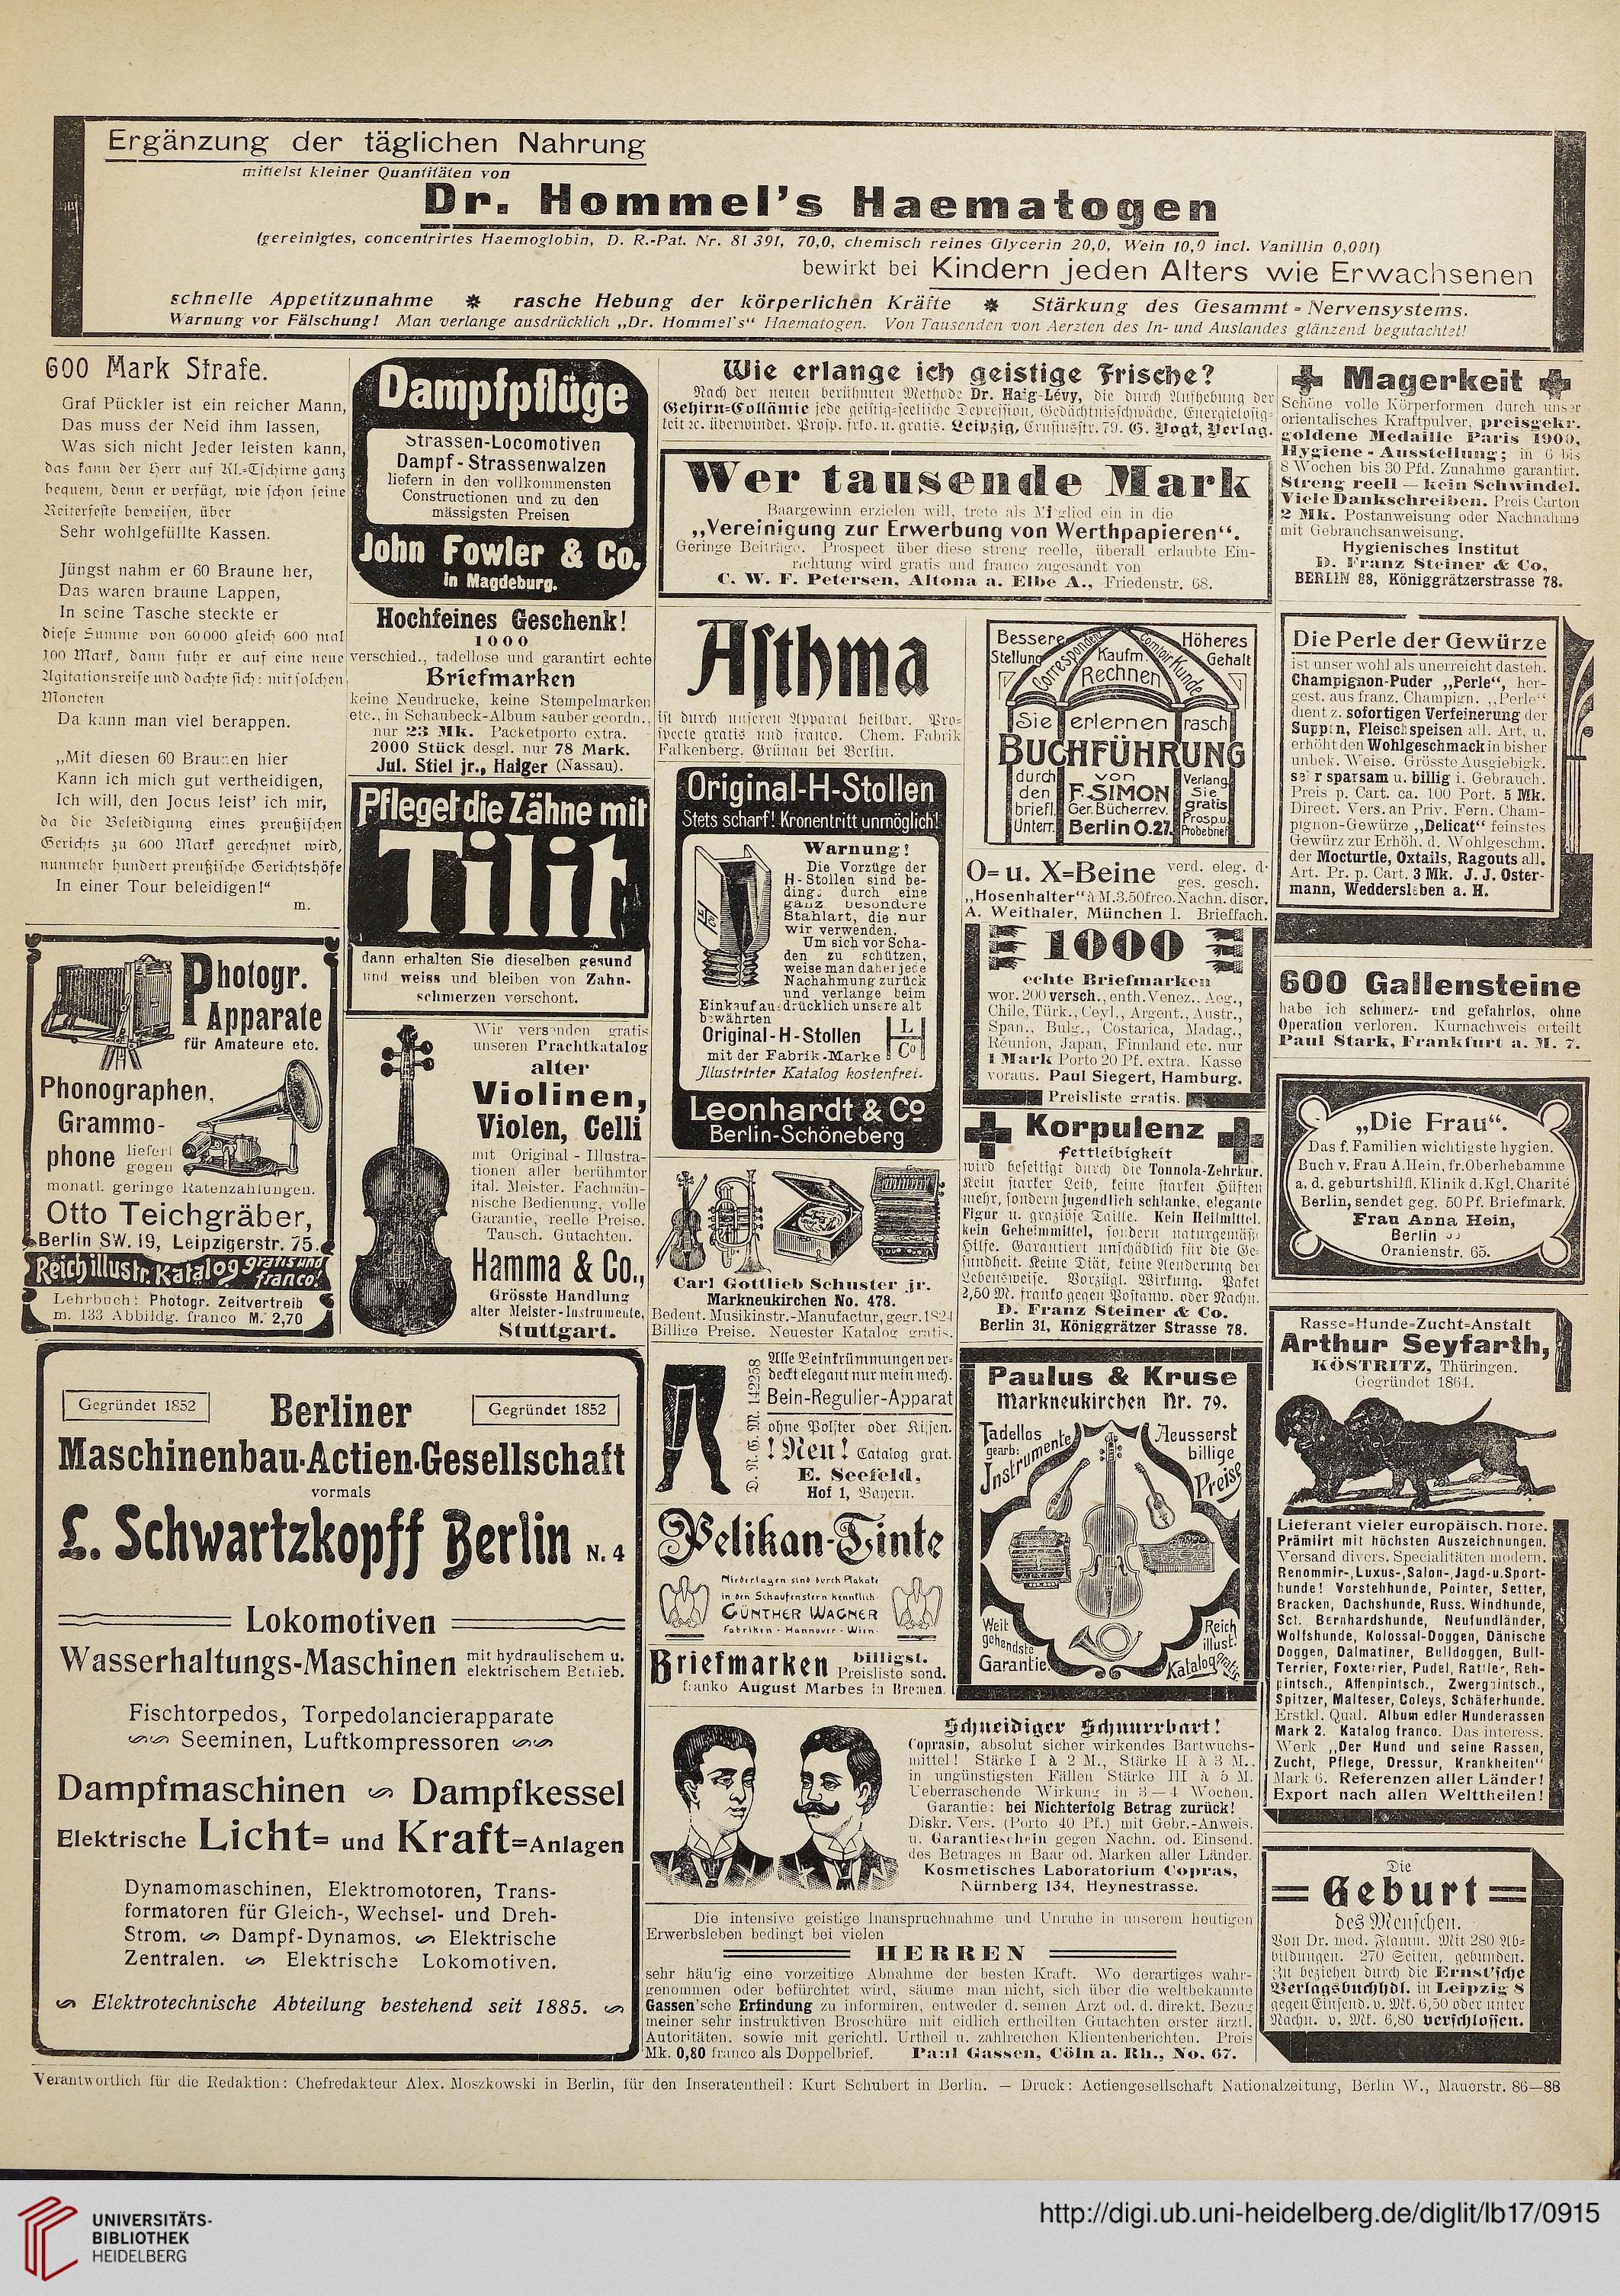 Ergänzung der täglichen Nahrung
mittelst kleiner Quantitäten von
Dr. Hommel's Haematogen
(gereinigtes, concentrirtes Haemoglobin, D. R.-Pat. Nr. 81 391, 70,0, chemisch reines Glycerin 20,0, Wein 10,0 incl. Vanillin 0,001)
bewirkt bei Kindern jeden Alters wie Erwachsenen
schnelle Appetitzunahme ✽ rasche Hebung der körperlichen Kräfte ✽ Stärkung des Gesammt-Nervensystems.
Warnung vor Fälschung! Man verlange ausdrücklich „Dr. Hommel's“ Haematogen. Von Tausenden von Aerzten des In- und Auslandes glänzend begutachtet!
600 Mark Strafe.
Graf Pückler ist ein reicher Mann,
Das muss der Neid ihm lassen,
Was sich nicht Jeder leisten kann,
das kann der Herr auf Kl.-Tschirne ganz
bequem, denn er verfügt, wie schon seine
Reiterfeste beweisen, über
Sehr wohlgefüllte Kassen.
Jüngst nahm er 60 Braune her,
Das waren braune Lappen,
In seine Tasche steckte er
diese Summe von 60000 gleich 600 mal
100 Mark, dann fuhr er auf eine neue
Agitationsreise und dachte sich: mit solchen
Moneten
Da kann man viel berappen.
„Mit diesen 60 Braunen hier
Kann ich mich gut vertheidigen,
Ich will, den Jocus leist' ich mir,
da die Beleidigung eines preußischen
Gerichts zu 600 Mark gerechnet wird,
nunmehr hundert preußische Gerichtshöfe
In einer Tour beleidigen!“
m.
Photogr.
Apparate
für Amateure etc.
Phonographen,
Grammo-
phone liefert
gegen
monatl. geringe Ratenzahlungen.
Otto Teichgräber,
Berlin SW. 19, Leipzigerstr. 75.
Reich illustr. Katalog gratis und
franco!
Lehrbuch: Photogr. Zeitvertreib
m. 133 Abbildg. franco M. 2,70
Dampfpflüge
Strassen-Locomotiven
Dampf-Strassenwalzen
liefern in den vollkommensten
Constructionen und zu den
mässigsten Preisen
John Fowler & Co.
in Magdeburg.
Hochfeines Geschenk!
1000
verschied., tadellose und garantirt echte
Briefmarken
keine Neudrucke, keine Stempelmarken
etc., in Schaubeck-Album sauber geordn.,
nur 23 Mk. Packetporto extra.
2000 Stück desgl. nur 78 Mark.
Jul. Stiel jr., Haiger (Nassau).
Pfleget die Zähne mit
Tilit
dann erhalten Sie dieselben gesund
und weiss und bleiben von Zahn-
schmerzen verschont.
Wir versenden gratis
unseren Prachtkatalog
alter
Violinen,
Violen, Celli
mit Original-Illustra-
tionen aller berühmter
ital. Meister. Fachmän-
nische Bedienung, volle
Garantie, reelle Preise.
Tausch. Gutachten.
Hamma & Co.,
Grösste Handlung
alter Meister-Instrumente,
Stuttgart.
Wie erlange ich geistige Frische?
Nach der neuen berühmten Methode Dr. Haig-Lévy, die durch Aufhebung der
Gehirn-Collämie jede geistig-seelische Depression, Gedächtnisschwäche, Energielosig-
keit 2c. überwindet. Prosp. frko. u. gratis. Leipzig, Crusiusstr. 79. G. Vogt, Verlag.
Wer tausende Mark
Baargewinn erzielen will, trete als Mitglied ein in die
„Vereinigung zur Erwerbung von Werthpapieren“.
Geringe Beiträge. Prospect über diese streng reelle, überall erlaubte Ein-
richtung wird gratis und franco zugesandt von
C. W. F. Petersen, Altona a. Elbe A., Friedenstr. 68.
Asthma
ist durch unseren Apparat heilbar. Pro-
specte gratis und franco. Chem. Fabrik
Falkenberg. Grünau bei Berlin.
Original-H-Stollen
Stets scharf! Kronentritt unmöglich!
Warnung!
Die Vorzüge der
H-Stollen sind be-
dingt durch eine
ganz besondere
Stahlart, die nur
wir verwenden.
Um sich vor Scha-
den zu schützen,
weise man daher jede
Nachahmung zurück
und verlange beim
Einkauf ausdrücklich unsere alt
bewährten
Original-H-Stollen
mit der Fabrik-Marke
L
H
Co
Illustrirter Katalog kostenfrei.
Leonhardt & Co
Berlin-Schöneberg
Carl Gottlieb Schuster jr.
Markneukirchen No. 478.
Bedeut. Musikinstr.-Manufactur, gegr. 1824
Billige Preise. Neuester Katalog gratis.
Bessere
Stellung
Correspondenz
Kaufm.
Rechnen
Comtoir Kunde
Höheres
Gehalt
Sie erlernen rasch
BUCHFÜHRUNG
durch
den
briefl.
Unterr.
von
F. SIMON
Ger. Bücherrev.
Berlin O.27.
Verlang.
Sie
gratis
Prosp. u.
Probebrief
O- u. X-Beine verd. eleg. d.
ges. gesch.
„Hosenhalter“ à M. 3.50 frco. Nachn. discr.
A. Weithaler, München I. Brieffach.
1000
echte Briefmarken
wor. 200 versch., enth. Venez., Aeg.,
Chile, Türk., Ceyl., Argent., Austr.,
Span., Bulg., Costarica, Madag.,
Réunion, Japan, Finnland etc. nur
1 Mark Porto 20 Pf. extra. Kasse
voraus. Paul Siegert, Hamburg.
Preisliste gratis.
Korpulenz
Fettleibigkeit
wird beseitigt durch die Tonnola-Zehrkur.
Kein starker Leib, keine starken Hüften
mehr, sondern jugendlich schlanke, elegante
Figur u. graziöse Taille. Kein Heilmittel,
kein Geheimmittel, sondern naturgemäße
Hilfe. Garantiert unschädlich für die Ge-
sundheit. Keine Diät, keine Aenderung der
Lebensweise. Vorzügl. Wirkung. Paket
2,50 M. franko gegen Postanw. oder Nachn.
D. Franz Steiner & Co.
Berlin 31, Königgrätzer Strasse 78.
Magerkeit
Schöne volle Körperformen durch unser
orientalisches Kraftpulver, preisgekr.
goldene Medaille Paris 1900,
Hygiene-Ausstellung; in 6 bis
8 Wochen bis 30 Pfd. Zunahme garantirt.
Streng reell — kein Schwindel.
Viele Dankschreiben. Preis Carton
2 Mk. Postanweisung oder Nachnahme
mit Gebrauchsanweisung.
Hygienisches Institut
D. Franz Steiner & Co,
BERLIN 88, Königgrätzerstrasse 78.
Die Perle der Gewürze
ist unser wohl als unerreicht dasteh.
Champignon-Puder „Perle“, her-
gest. aus franz. Champign. „Perle“
dient z. sofortigen Verfeinerung der
Suppen, Fleischspeisen all. Art, u.
erhöht den Wohlgeschmack in bisher
unbek. Weise. Grösste Ausgiebigk.
sehr sparsam u. billig i. Gebrauch.
Preis p. Cart. ca. 100 Port. 5 Mk.
Direct. Vers. an Priv. Fern. Cham-
pignon-Gewürze „Delicat“ feinstes
Gewürz zur Erhöh. d. Wohlgeschm.
der Mocturtle, Oxtails, Ragouts all.
Art. Pr. p. Cart. 3 Mk. J. J. Oster-
mann, Weddersleben a. H.
600 Gallensteine
habe ich schmerz- und gefahrlos, ohne
Operation verloren. Kurnachweis erteilt
Paul Stark, Frankfurt a. M. 7.
„Die Frau“.
Das f. Familien wichtigste hygien.
Buch v. Frau A. Hein, fr. Oberhebamme
a. d. geburtshilfl. Klinik d. Kgl. Charité
Berlin, sendet geg. 50 Pf. Briefmark.
Frau Anna Hein,
Berlin
Oranienstr. 65.
Rasse-Hunde-Zucht-Anstalt
Arthur Seyfarth,
KÖSTRITZ, Thüringen.
Gegründet 1864.
Lieferant vieler europäisch. Höfe.
Prämiirt mit höchsten Auszeichnungen.
Versand divers. Specialitäten modern.
Renommir-, Luxus-, Salon-, Jagd- u. Sport-
hunde! Vorstehhunde, Pointer, Setter,
Bracken, Dachshunde, Russ. Windhunde,
Sct. Bernhardshunde, Neufundländer,
Wolfshunde, Kolossal-Doggen, Dänische
Doggen, Dalmatiner, Bulldoggen, Bull-
Terrier, Foxterrier, Pudel, Rattler, Reh-
pintsch., Affenpintsch., Zwergpintsch.,
Spitzer, Malteser, Coleys, Schäferhunde.
Erstkl. Qual. Album edler Hunderassen
Mark 2. Katalog franco. Das interess.
Werk „Der Hund und seine Rassen,
Zucht, Pflege, Dressur, Krankheiten“
Mark 6. Referenzen aller Länder!
Export nach allen Welttheilen!
Gegründet 1852
Berliner
Gegründet 1852
Maschinenbau-Actien-Gesellschaft
vormals
L. Schwartzkopff Berlin N. 4
Lokomotiven
Wasserhaltungs-Maschinen mit hydraulischem u.
elektrischem Betrieb.
Fischtorpedos, Torpedolancierapparate
Seeminen, Luftkompressoren
Dampfmaschinen Dampfkessel
Elektrische Licht- und Kraft-Anlagen
Dynamomaschinen, Elektromotoren, Trans-
formatoren für Gleich-, Wechsel- und Dreh-
Strom. Dampf-Dynamos. Elektrische
Zentralen. Elektrische Lokomotiven.
Elektrotechnische Abteilung bestehend seit 1885.
D. R. G. M. 142258
Alle Beinkrümmungen ver-
deckt elegant nur mein mech.
Bein-Regulier-Apparat
ohne Polster oder Kissen.
! Neu! Catalog grat.
E. Seefeld,
Hof 1, Bayern.
Pelikan-Tinte
Niederlagen sind durch Plakate
in den Schaufenstern kenntlich
GÜNTHER WAGNER
Fabriken - Hannover - Wien
Briefmarken billigst.
Preisliste send.
franko August Marbes in Bremen.
Paulus & Kruse
Markneukirchen Nr. 79.
Tadellos
gearb:
Instrumente
Aeusserst
billige
Preise
Weit
gehendste
Garantie.
Reich
illust.
Katalog gratis
Schneidiger Schnurrbart!
Coprasin, absolut sicher wirkendes Bartwuchs-
mittel! Stärke I à 2 M., Stärke II à 3 M.,
in ungünstigsten Fällen Stärke III à 5 M.
Ueberraschende Wirkung in 3—4 Wochen.
Garantie: bei Nichterfolg Betrag zurück!
Diskr. Vers. (Porto 40 Pf.) mit Gebr.-Anweis.
u. Garantieschein gegen Nachn. od. Einsend.
des Betrages in Baar od. Marken aller Länder.
Kosmetisches Laboratorium Copras,
Nürnberg 134, Heynestrasse.
Die intensive geistige Inanspruchnahme und Unruhe in unserem heutigen
Erwerbsleben bedingt bei vielen
HERREN
sehr häufig eine vorzeitige Abnahme der besten Kraft. Wo derartiges wahr-
genommen oder befürchtet wird, säume man nicht, sich über die weltbekannte
Gassen'sche Erfindung zu informiren, entweder d. seinen Arzt od. d. direkt. Bezug
meiner sehr instruktiven Broschüre mit eidlich ertheilten Gutachten erster ärztl.
Autoritäten, sowie mit gerichtl. Urtheil u. zahlreichen Klientenberichten. Preis
Mk. 0,80 franco als Doppelbrief. Paul Gassen, Cöln a. Rh., No. 67.
Die
Geburt
des Menschen.
Von Dr. med. Flamm. Mit 280 Ab-
bildungen. 270 Seiten, gebunden.
Zu beziehen durch die Ernst'sche
Verlagsbuchhdl. in Leipzig 8
gegen Einsend. v. Mk. 6,50 oder unter
Nachn. v. Mk. 6,80 verschlossen.
Verantwortlich für die Redaktion: Chefredakteur Alex. Moszkowski in Berlin, für den Inseratentheil: Kurt Schubert in Berlin. — Druck: Actiengesellschaft Nationalzeitung, Berlin W., Mauerstr. 86—88
UNIVERSITÄTS-
BIBLIOTHEK
HEIDELBERG
http://digi.ub.uni-heidelberg.de/diglit/lb17/0915